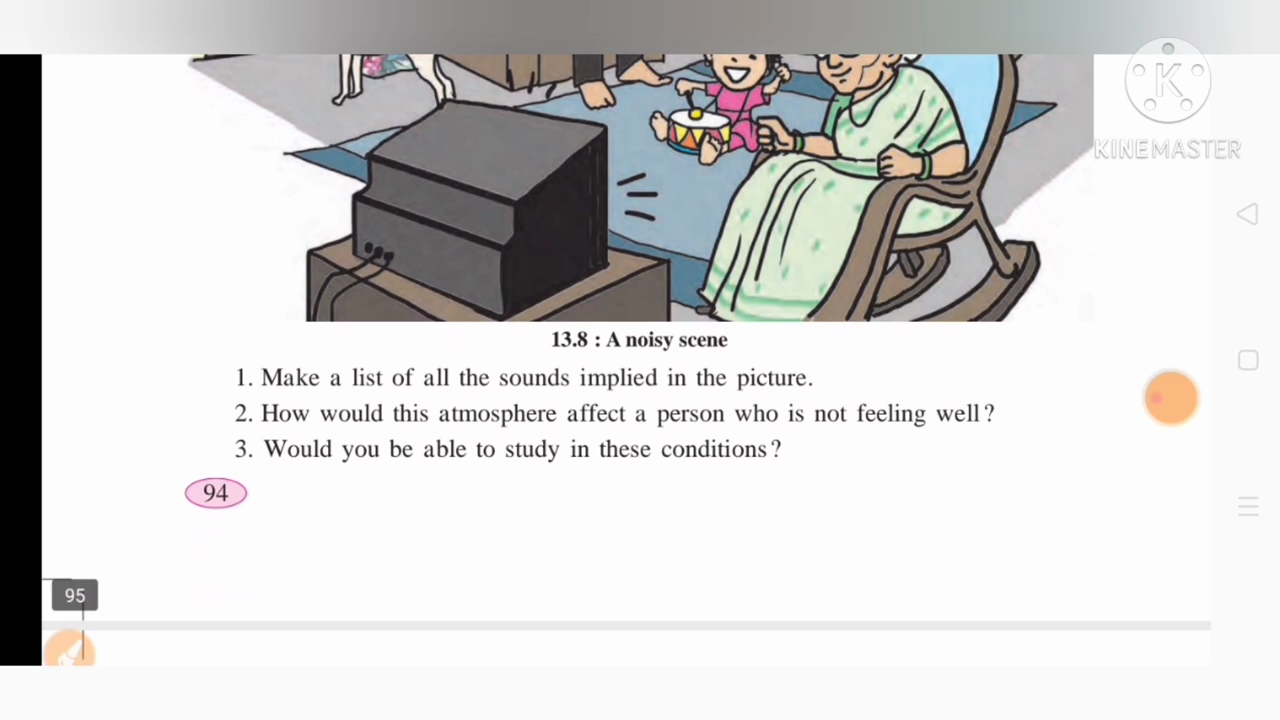 KINEMASTER
13.8 : A noisy scene
1. Make a list of all the sounds implied in the picture.
2. How would this atmosphere affect a person who is not feeling well?
3. Would you be able to study in these conditions?
94
95